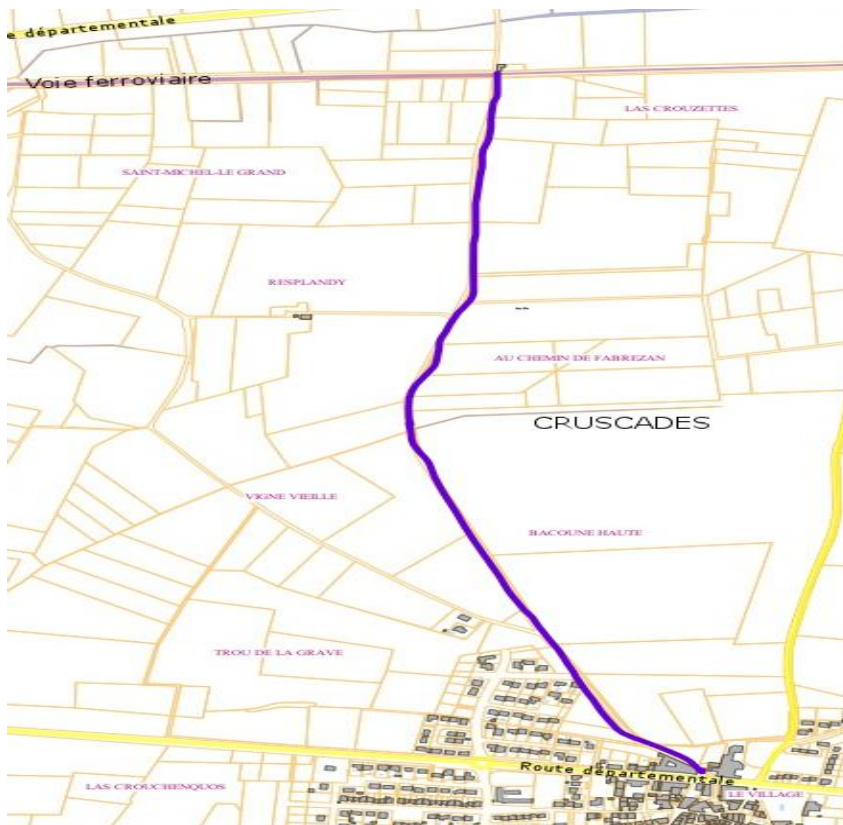 e départementale
Voie ferroviaire
LAS CROUZETTES
SAINT-MICHEL-LE GRAND
RESPLANDY
AU CHEMIN DE FABREZAN
CRUSCADES
VIGNE VIEILLE
BACOUNE HAUTE
TROU DE LA GRAVE
Route départementale
LAS CROUCHENQUOS
LE VILLAGE